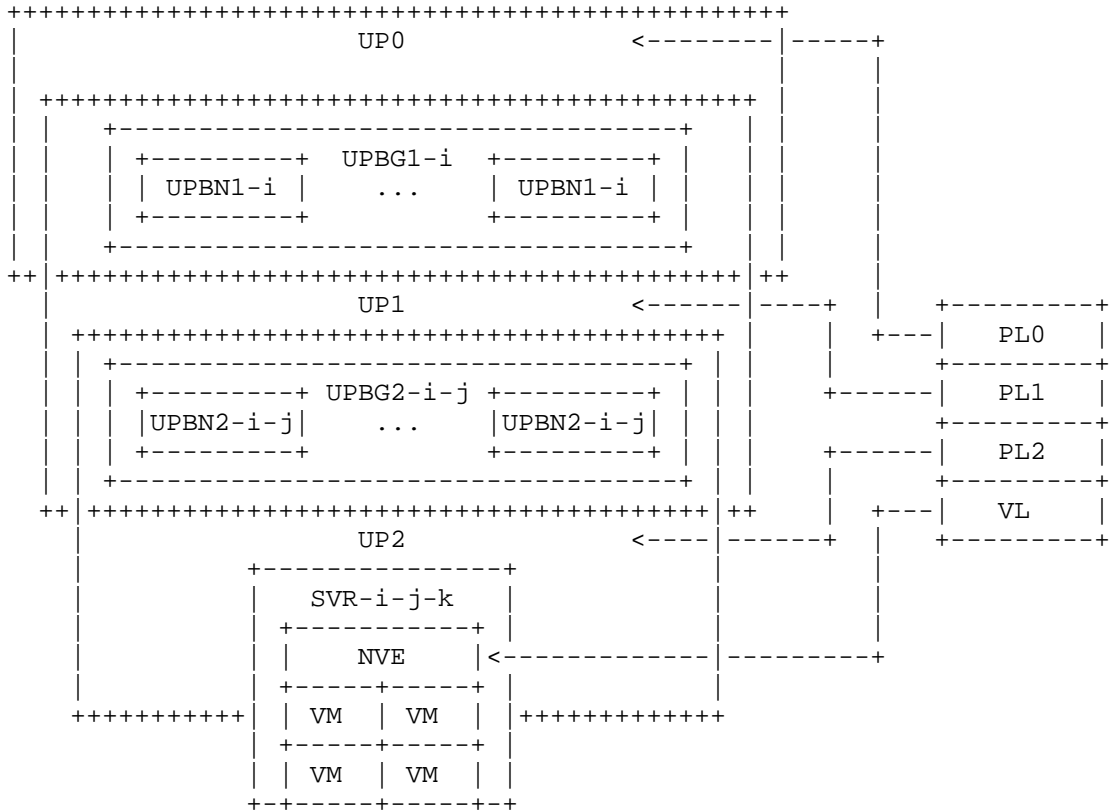 UP0
UPBG1-i
UPBN1-i ... UPBN1-i
UP1
PL0
UPBG2-i-j
PL1
UPBN2-i-j ... UPBN2-i-j
PL2
VL
UP2
SVR-i-j-k
NVE
VM VM
VM VM